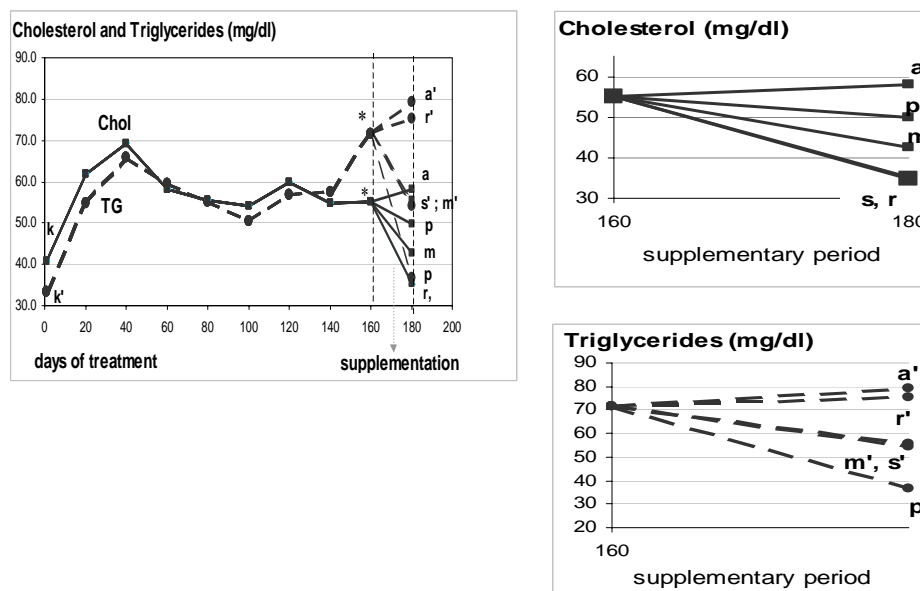 Cholesterol and Triglycerides (mg/dl)
90.0
80.0
70.0
60.0
50.0
40.0
30.0
Chol
TG
k
k'
*
*
a'
r'
a
s' ; m'
p
m
p
r,
0 20 40 60 80 100 120 140 160 180 200
days of treatment
supplementation
Cholesterol (mg/dl)
60
50
40
30
a
p
m
s, r
160 180
supplementary period
Triglycerides (mg/dl)
90
80
70
60
50
40
30
20
a'
r'
m', s'
p
160
supplementary period